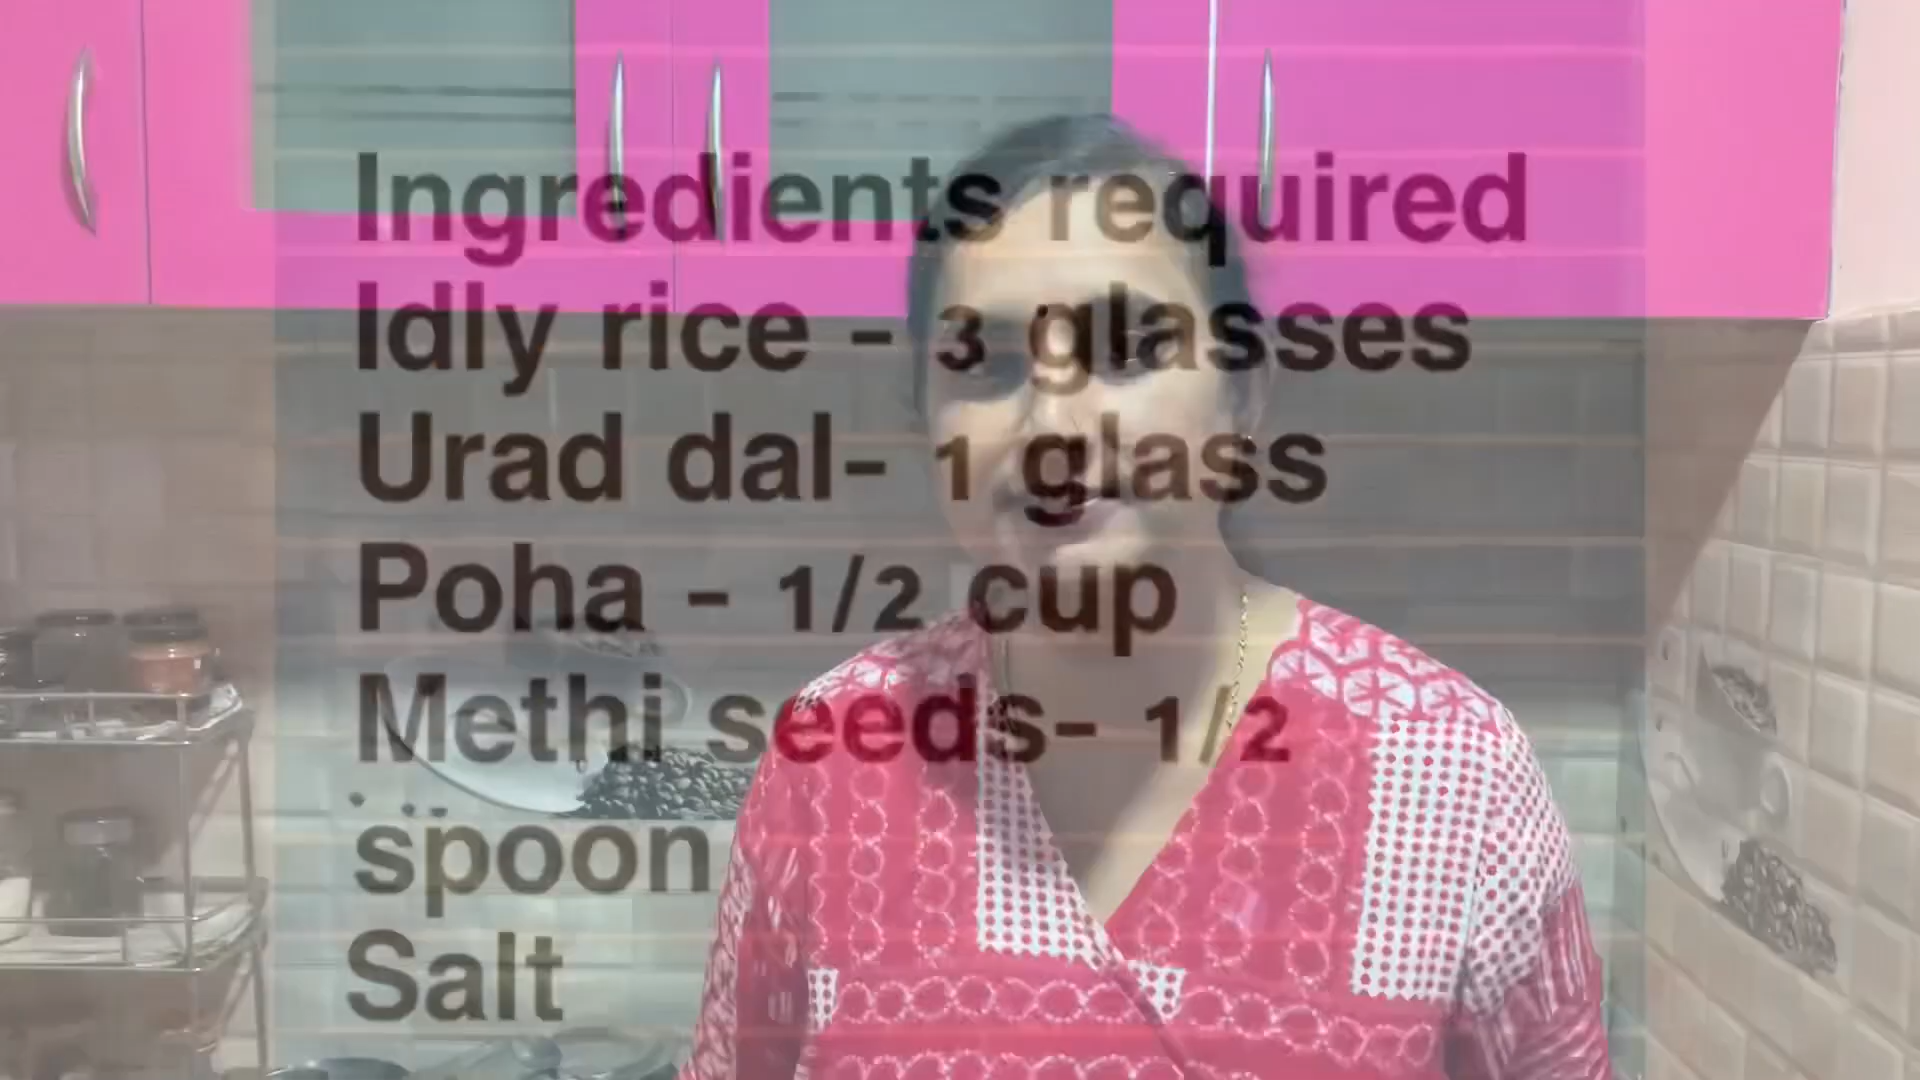 Ingredients required
Idly rice - 3 glasses
Urad dal- 1 glass
Poha - 1/2 cup
Methi seeds- 1/2
spoon
Salt